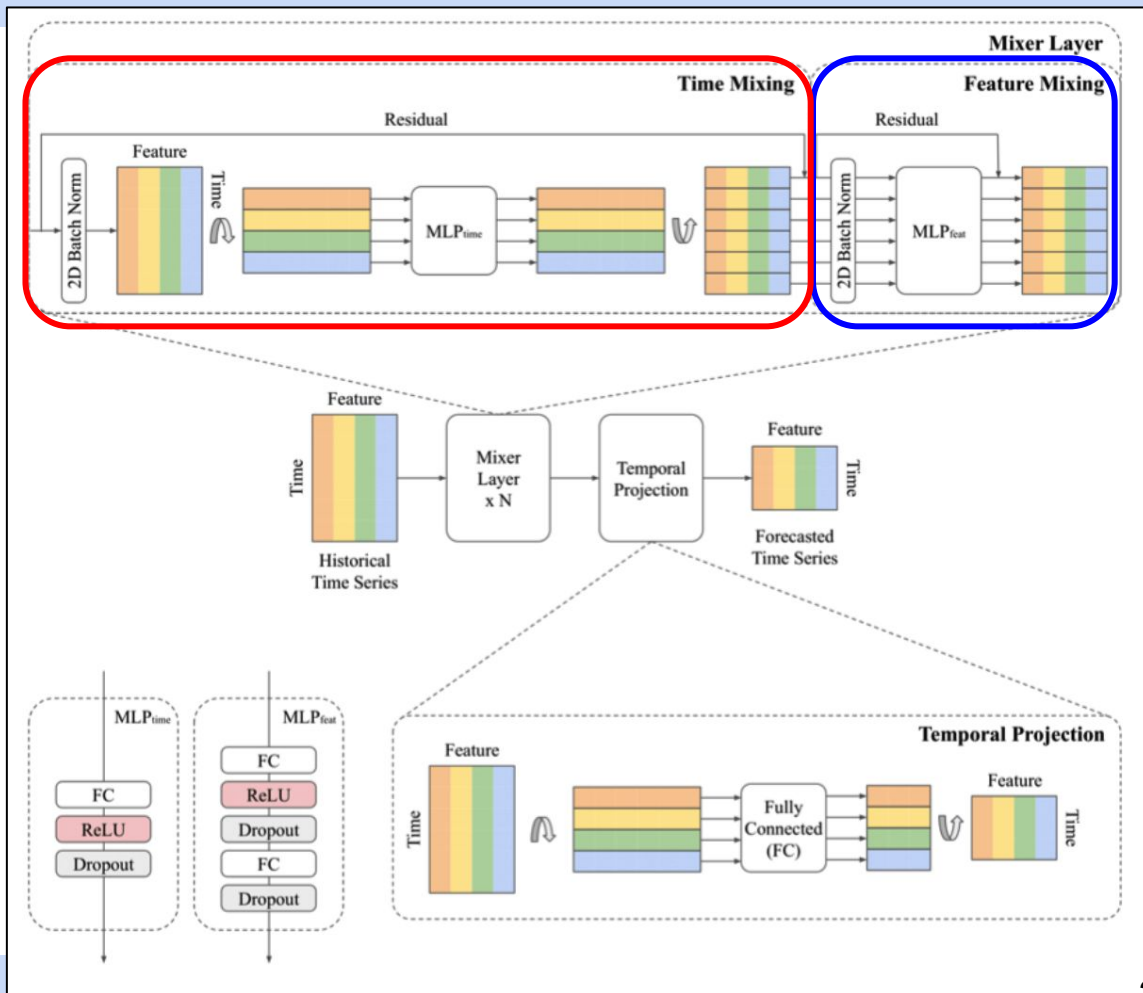 Mixer Layer
Time Mixing
Feature Mixing
Residual
Residual
2D Batch Norm
Feature
Time
MLPtime
2D Batch Norm
MLPfeat
Feature
Time
Historical
Time Series
Mixer
Layer
x N
Temporal
Projection
Feature
Time
Forecasted
Time Series
MLPtime
FC
ReLU
Dropout
MLPfeat
FC
ReLU
Dropout
FC
Dropout
Temporal Projection
Feature
Time
Fully
Connected
(FC)
Feature
Time